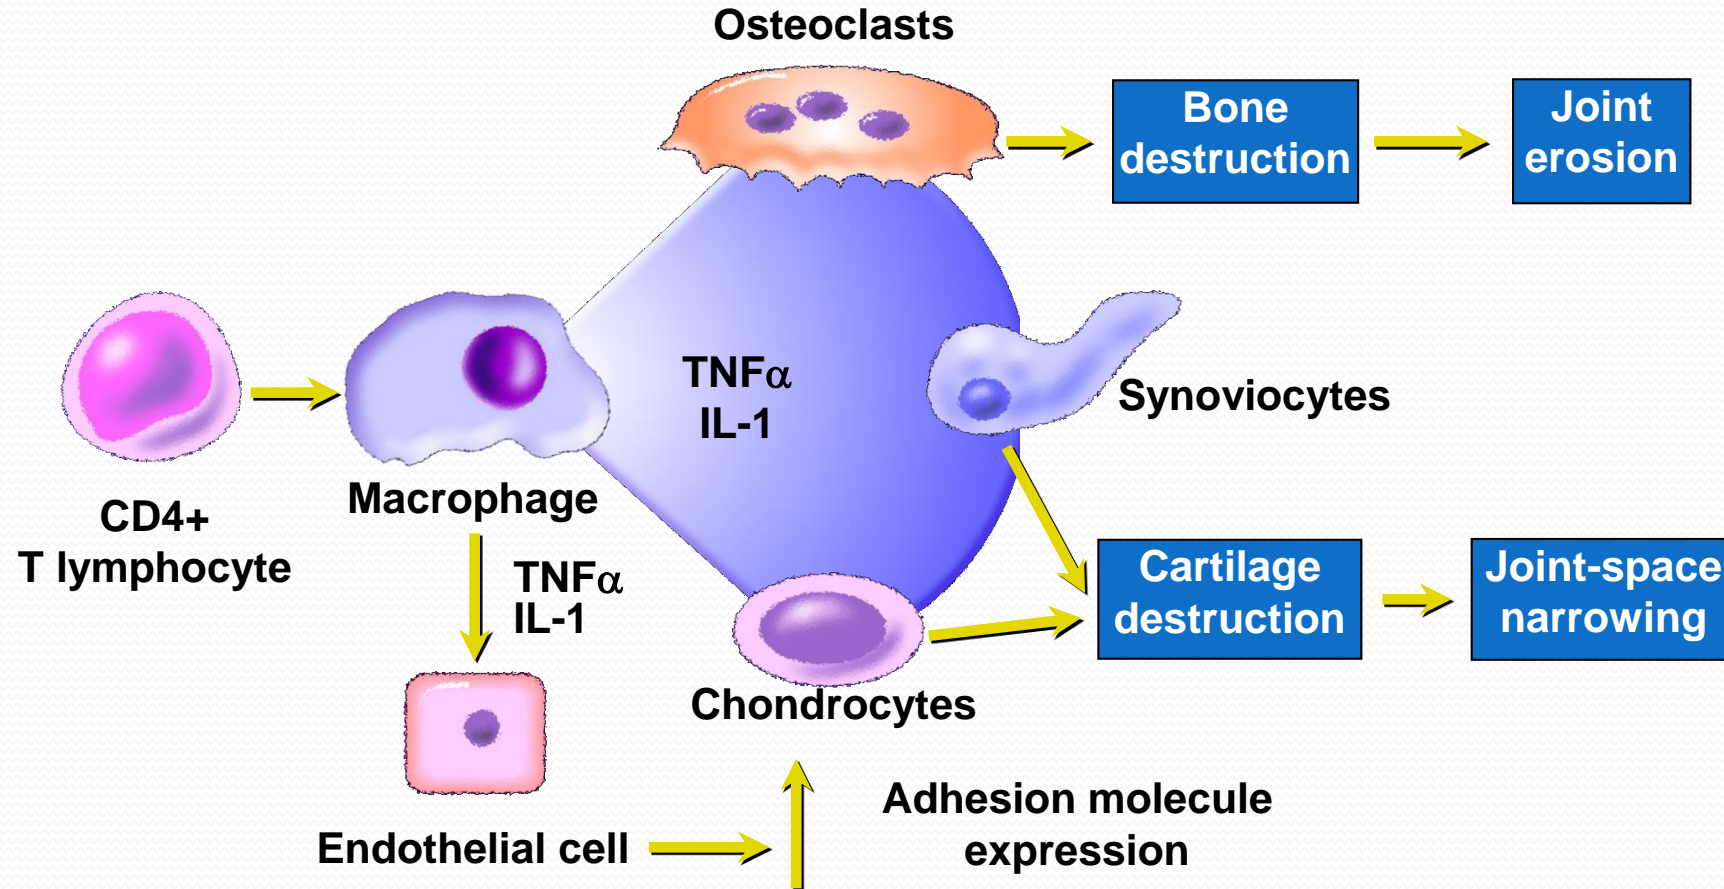 Osteoclasts
Bone
destruction
Joint
erosion
TNFα
IL-1
Synoviocytes
CD4+
T lymphocyte
Macrophage
TNFα
IL-1
Cartilage
destruction
Joint-space
narrowing
Chondrocytes
Endothelial cell
Adhesion molecule
expression